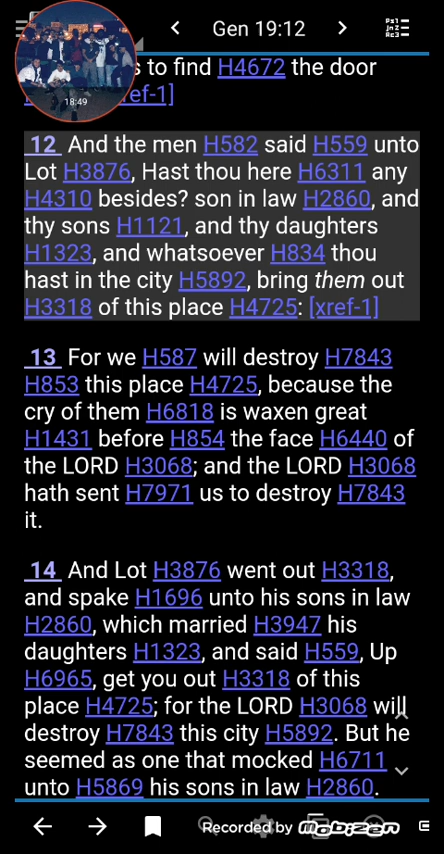 Gen 19:12
18:49
s to find H4672 the door
ref-1]
12 And the men H582 said H559 unto
Lot H3876, Hast thou here H6311 any
H4310 besides? son in law H2860, and
thy sons H1121, and thy daughters
H1323, and whatsoever H834 thou
hast in the city H5892, bring them out
H3318 of this place H4725: [xref-1]
13 For we H587 will destroy H7843
H853 this place H4725, because the
cry of them H6818 is waxen great
H1431 before H854 the face H6440 of
the LORD H3068; and the LORD H3068
hath sent H7971 us to destroy H7843
it.
14 And Lot H3876 went out H3318,
and spake H1696 unto his sons in law
H2860, which married H3947 his
daughters H1323, and said H559, Up
H6965, get you out H3318 of this
place H4725; for the LORD H3068 will
destroy H7843 this city H5892. But he
seemed as one that mocked H6711
unto H5869 his sons in law H2860.
Recorded by mobizen